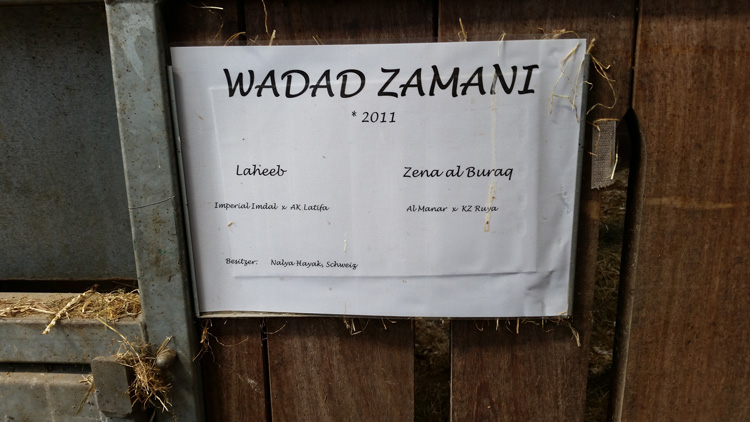 WADAD ZAMANI
* 2011
Laheeb Zena al Buraq
Imperial Imdal x AK Latifa Al Manar x KZ Ruya
Besitzer: Nalya Hayak, Schweiz